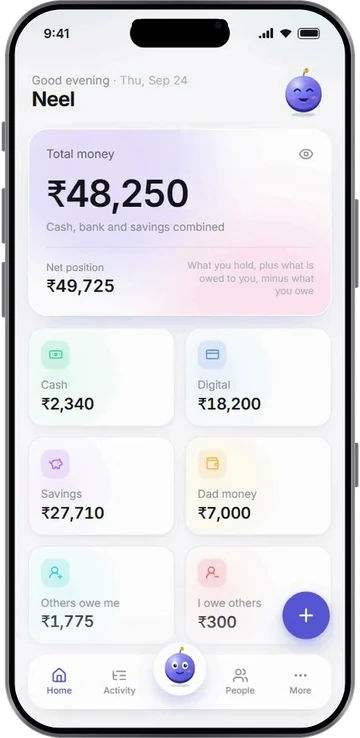 9:41
Good evening · Thu, Sep 24
Neel
Total money
₹48,250
Cash, bank and savings combined
Net position
₹49,725
What you hold, plus what is
owed to you, minus what
you owe
Cash
₹2,340
Digital
₹18,200
Savings
₹27,710
Dad money
₹7,000
Others owe me
₹1,775
I owe others
₹300
Home
Activity
People
More